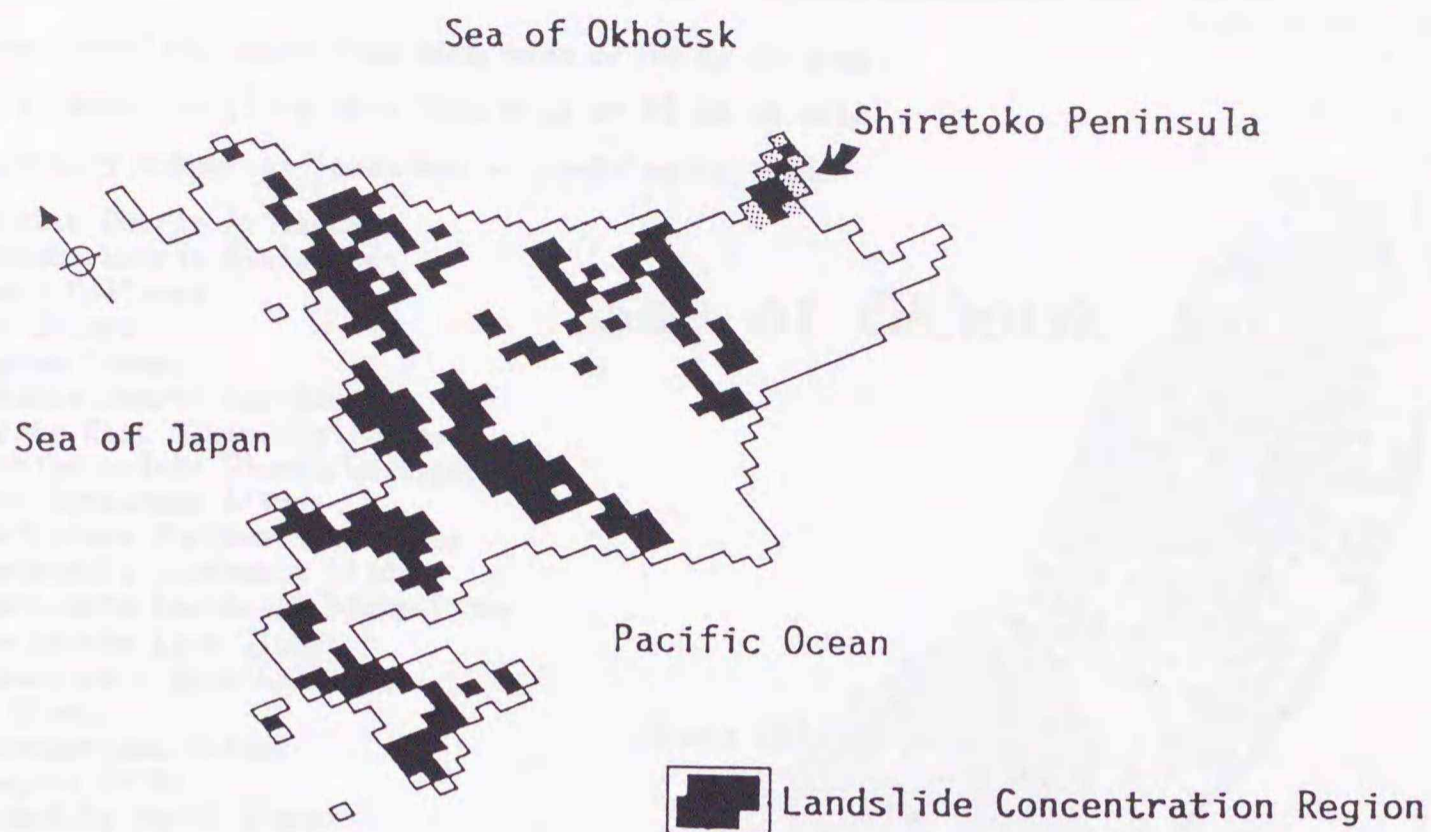 Sea of Okhotsk
Shiretoko Peninsula
Sea of Japan
Pacific Ocean
Landslide Concentration Region